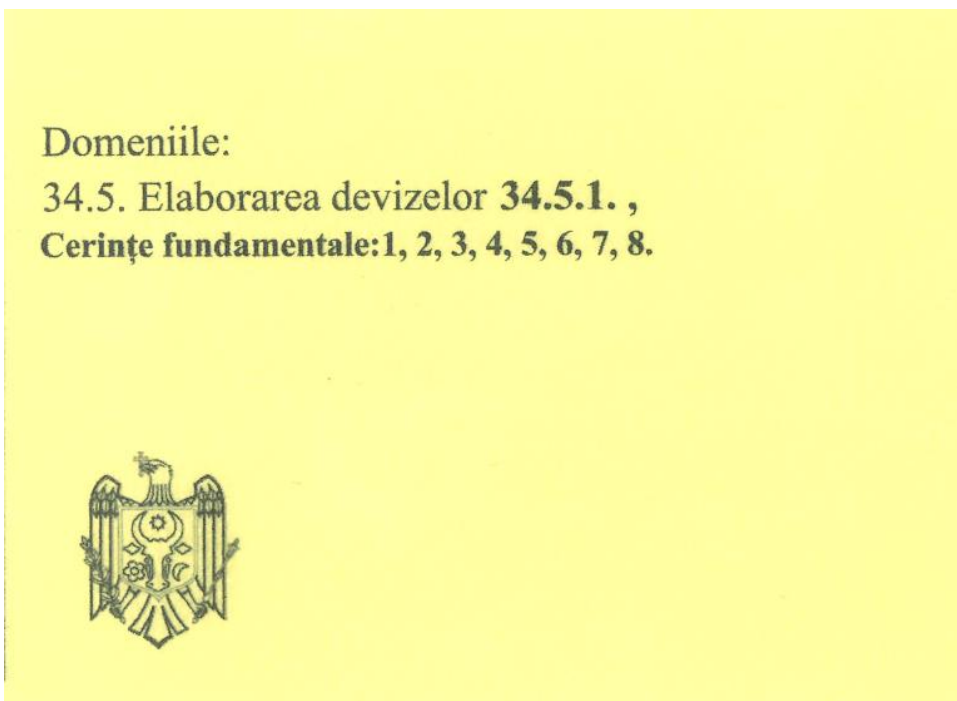 Domeniile:
34.5. Elaborarea devizelor 34.5.1. ,
Cerințe fundamentale:1, 2, 3, 4, 5, 6, 7, 8.